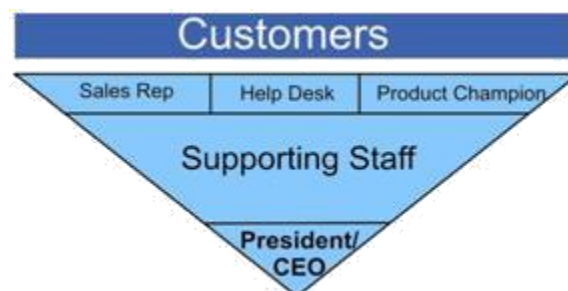 Customers
Sales Rep Help Desk Product Champion
Supporting Staff
President/
CEO